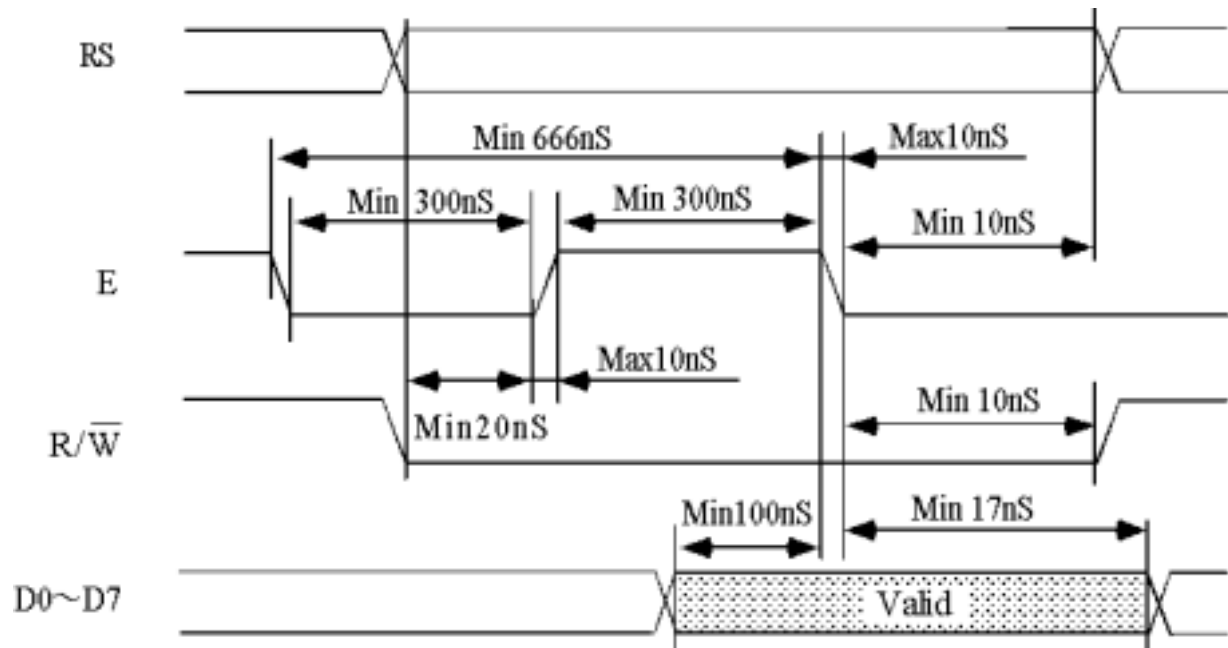 RS
Min 666nS
Max10nS
Min 300nS
Min 300nS
Min 10nS
E
Max10nS
Min20nS
Min 10nS
R/W̅
Min100nS
Min 17nS
D0～D7
Valid